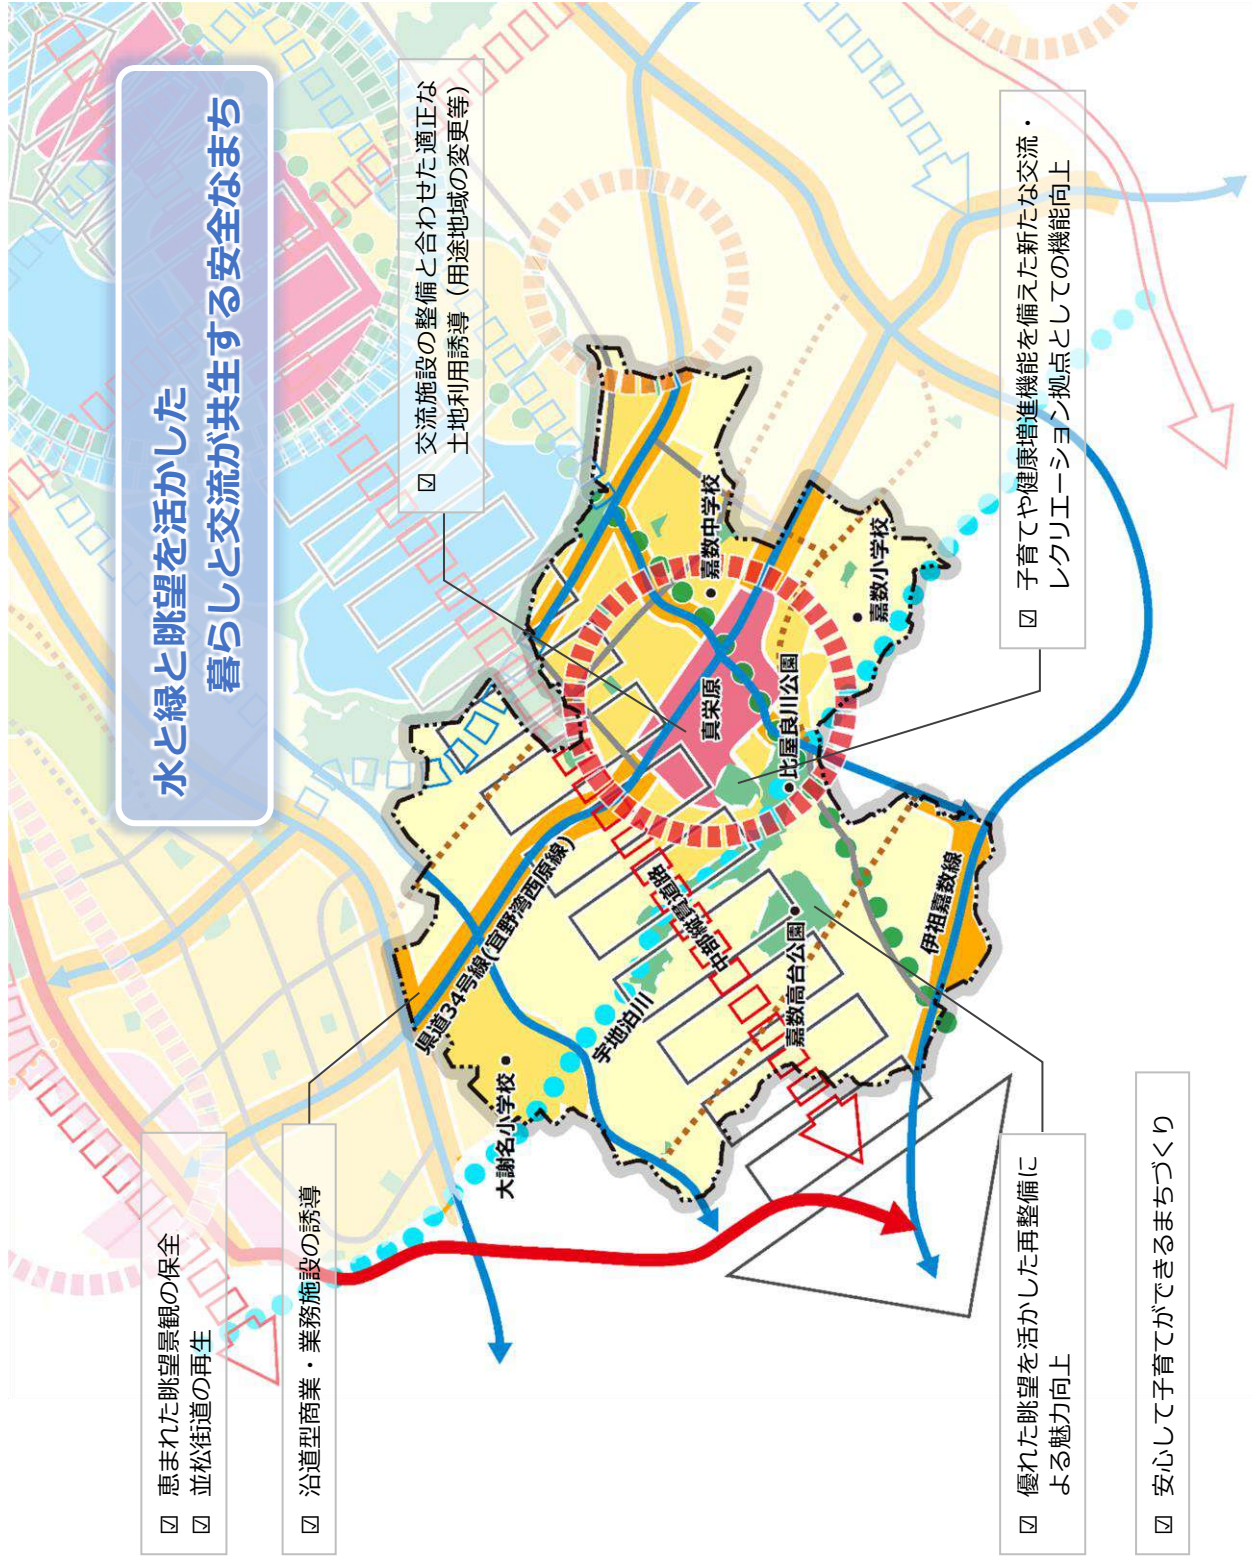 水と緑と眺望を活かした
暮らしと交流が共生する安全なまち
☑ 恵まれた眺望景観の保全
☑ 並松街道の再生
☑ 沿道型商業・業務施設の誘導
☑ 交流施設の整備と合わせた適正な
土地利用誘導（用途地域の変更等）
県道34号線(宜野湾西原線)
大謝名小学校
宇地泊川
中部縦貫道路
真栄原
嘉数中学校
比屋良川公園
嘉数高台公園
嘉数小学校
伊祖嘉数線
☑ 優れた眺望を活かした再整備に
よる魅力向上
☑ 子育てや健康増進機能を備えた新たな交流・
レクリエーション拠点としての機能向上
☑ 安心して子育てができるまちづくり